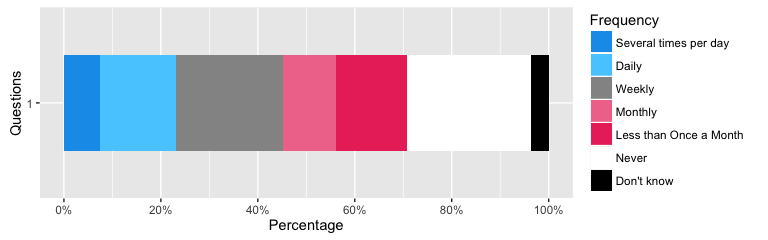 Frequency
Several times per day
Daily
Weekly
Monthly
Less than Once a Month
Never
Don't know
Questions
1
0%
20%
40%
60%
80%
100%
Percentage